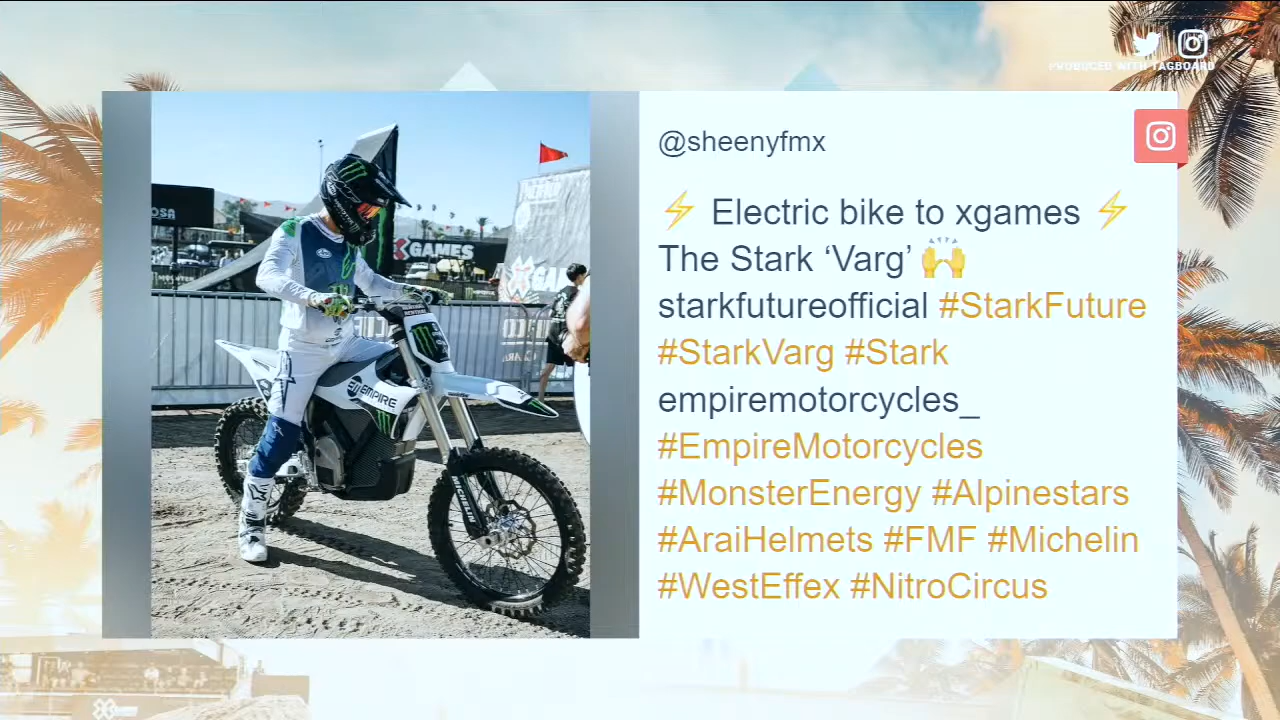 PRODUCED WITH TAGBOARD
@sheenyfmx
⚡ Electric bike to xgames ⚡
The Stark ‘Varg’ 🙌
starkfutureofficial #StarkFuture
#StarkVarg #Stark
empiremotorcycles_
#EmpireMotorcycles
#MonsterEnergy #Alpinestars
#AraiHelmets #FMF #Michelin
#WestEffex #NitroCircus
X GAMES
EMPIRE
MICHELIN